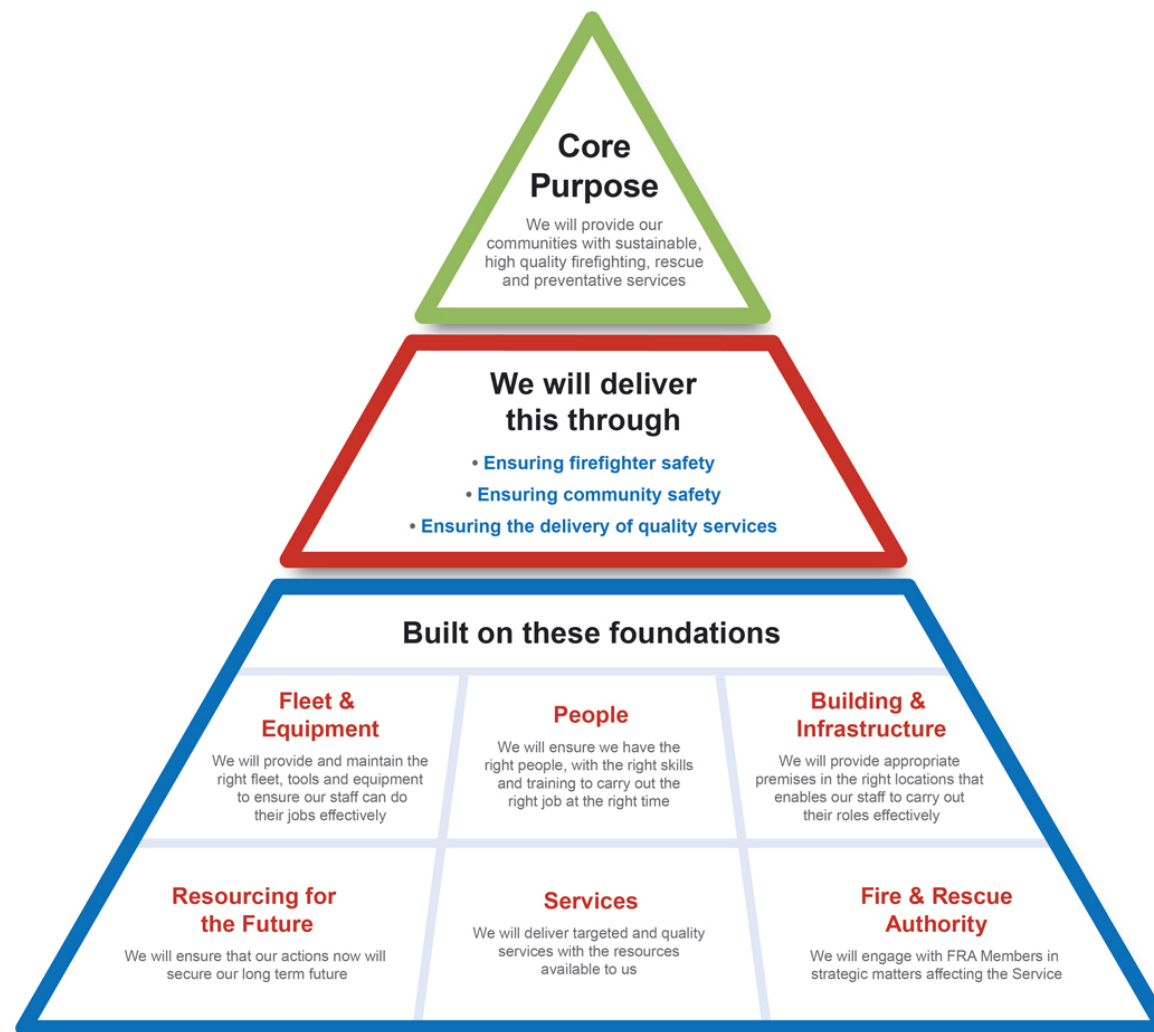 Core
Purpose
We will provide our
communities with sustainable,
high quality firefighting, rescue
and preventative services
We will deliver
this through
• Ensuring firefighter safety
• Ensuring community safety
• Ensuring the delivery of quality services
Built on these foundations
Fleet &
Equipment
We will provide and maintain the
right fleet, tools and equipment
to ensure our staff can do
their jobs effectively
People
We will ensure we have the
right people, with the right skills
and training to carry out the
right job at the right time
Building &
Infrastructure
We will provide appropriate
premises in the right locations that
enables our staff to carry out
their roles effectively
Resourcing for
the Future
We will ensure that our actions now will
secure our long term future
Services
We will deliver targeted and quality
services with the resources
available to us
Fire & Rescue
Authority
We will engage with FRA Members in
strategic matters affecting the Service